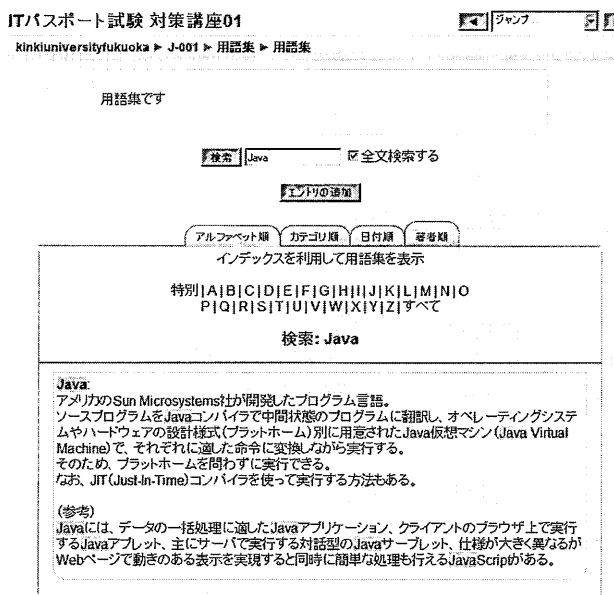 ITパスポート試験 対策講座01
ジャンプ...
kinkiuniversityfukuoka ► J-001 ► 用語集 ► 用語集
用語集です
検索 Java 全文検索する
エントリの追加
アルファベット順 カテゴリ順 日付順 著者順
インデックスを利用して用語集を表示
特別|A|B|C|D|E|F|G|H|I|J|K|L|M|N|O
P|Q|R|S|T|U|V|W|X|Y|Z|すべて
検索: Java
Java:
アメリカのSun Microsystems社が開発したプログラム言語。
ソースプログラムをJavaコンパイラで中間状態のプログラムに翻訳し、オペレーティングシステ
ムやハードウェアの設計様式(プラットホーム)別に用意されたJava仮想マシン(Java Virtual
Machine)で、それぞれに適した命令に変換しながら実行する。
そのため、プラットホームを問わずに実行できる。
なお、JIT(Just-In-Time)コンパイラを使って実行する方法もある。
(参考)
Javaには、データの一括処理に適したJavaアプリケーション、クライアントのブラウザ上で実行
するJavaアプレット、主にサーバで実行する対話型のJavaサーブレット、仕様が大きく異なるが
Webページで動きのある表示を実現すると同時に簡単な処理も行えるJavaScriptがある。